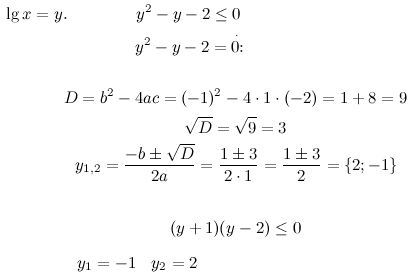 lg x = y.   y² − y − 2 ≤ 0
y² − y − 2 = 0:
D = b² − 4ac = (−1)² − 4 · 1 · (−2) = 1 + 8 = 9
√D = √9 = 3
y₁,₂ = (−b ± √D)/(2a) = (1 ± 3)/(2 · 1) = (1 ± 3)/2 = {2; −1}
(y + 1)(y − 2) ≤ 0
y₁ = −1   y₂ = 2